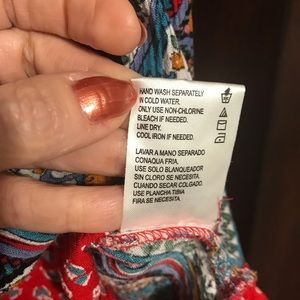 HAND WASH SEPARATELY
IN COLD WATER.
ONLY USE NON-CHLORINE
BLEACH IF NEEDED.
LINE DRY.
COOL IRON IF NEEDED.
LAVAR A MANO SEPARADO
CONAQUA FRIA.
USE SOLO BLANQUEADOR
SIN CLORO SE NECESITA.
CUANDO SECAR COLGADO.
USE PLANCHA TIBIA
FIRA SE NECESITA.